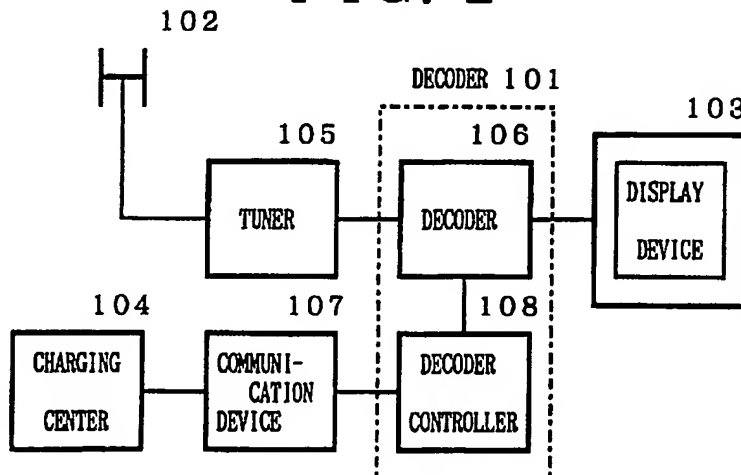 102
DECODER 101
103
105
106
TUNER
DECODER
DISPLAY
DEVICE
104
107
108
CHARGING
CENTER
COMMUNI-
CATION
DEVICE
DECODER
CONTROLLER